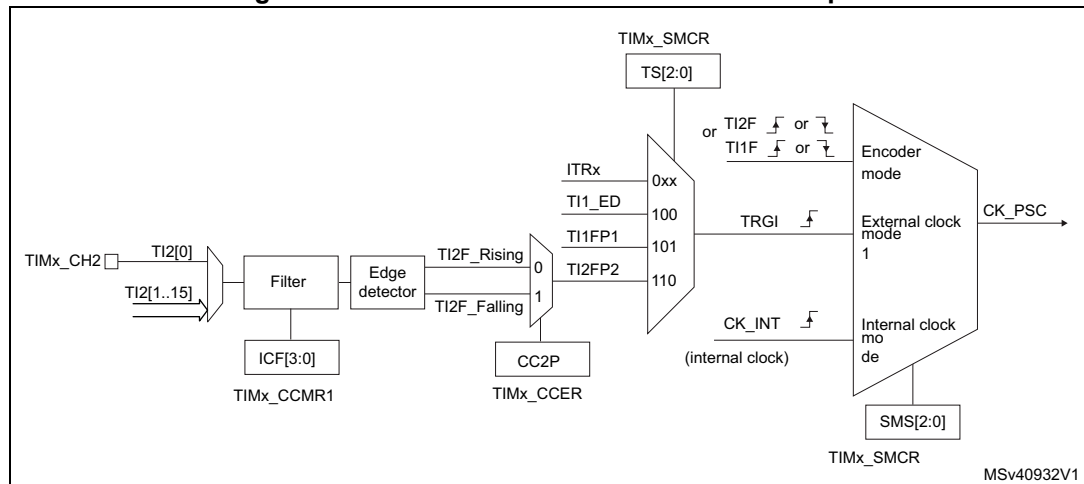 TIMx_SMCR
TS[2:0]
or TI2F or
TI1F or
Encoder
mode
ITRx
0xx
TI1_ED
100
TRGI
External clock
mode
1
CK_PSC
TI1FP1
101
TIMx_CH2
TI2[0]
TI2F_Rising
0
TI2FP2
110
Filter
Edge
detector
TI2[1..15]
TI2F_Falling
1
CK_INT
(internal clock)
Internal clock
mo
de
ICF[3:0]
TIMx_CCMR1
CC2P
TIMx_CCER
SMS[2:0]
TIMx_SMCR
MSv40932V1